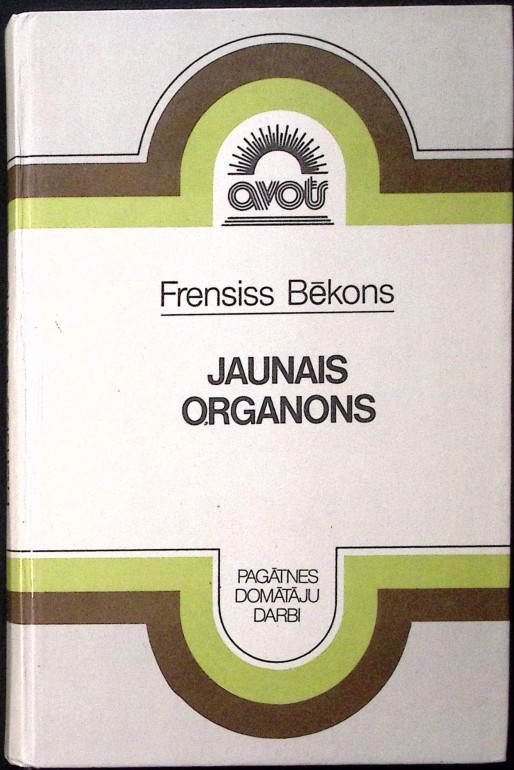 avots
Frensiss Bēkons
JAUNAIS
ORGANONS
PAGĀTNES
DOMĀTĀJU
DARBI